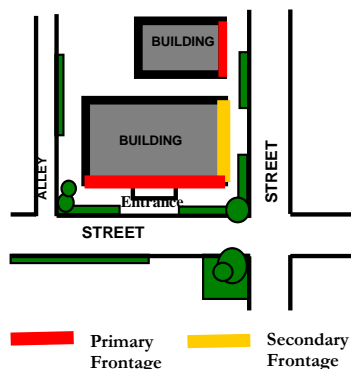 BUILDING
BUILDING
ALLEY
STREET
Entrance
STREET
Primary
Frontage
Secondary
Frontage